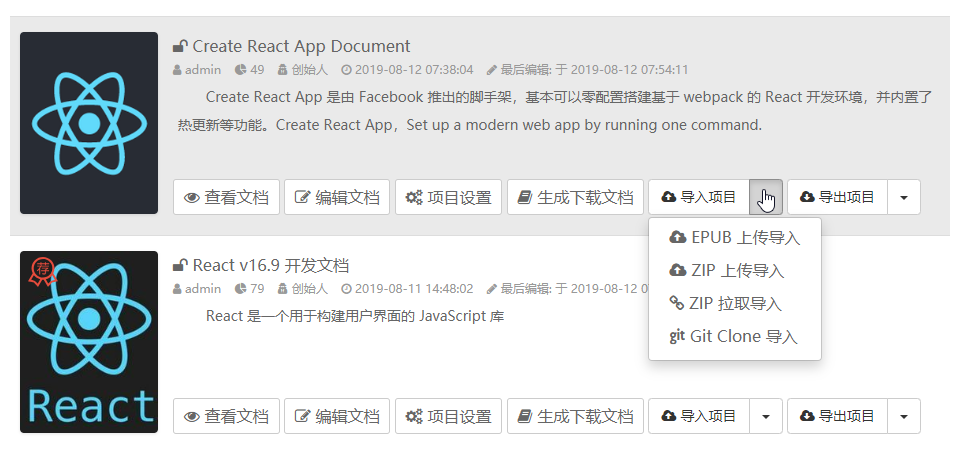 Create React App Document
admin 49 创始人 2019-08-12 07:38:04 最后编辑: 于 2019-08-12 07:54:11
Create React App 是由 Facebook 推出的脚手架，基本可以零配置搭建基于 webpack 的 React 开发环境，并内置了
热更新等功能。Create React App，Set up a modern web app by running one command.
查看文档 编辑文档 项目设置 生成下载文档 导入项目 导出项目
EPUB 上传导入
ZIP 上传导入
ZIP 拉取导入
git Git Clone 导入
荐
React
React v16.9 开发文档
admin 79 创始人 2019-08-11 14:48:02 最后编辑: 于 2019-08-12 0
React 是一个用于构建用户界面的 JavaScript 库
查看文档 编辑文档 项目设置 生成下载文档 导入项目 导出项目